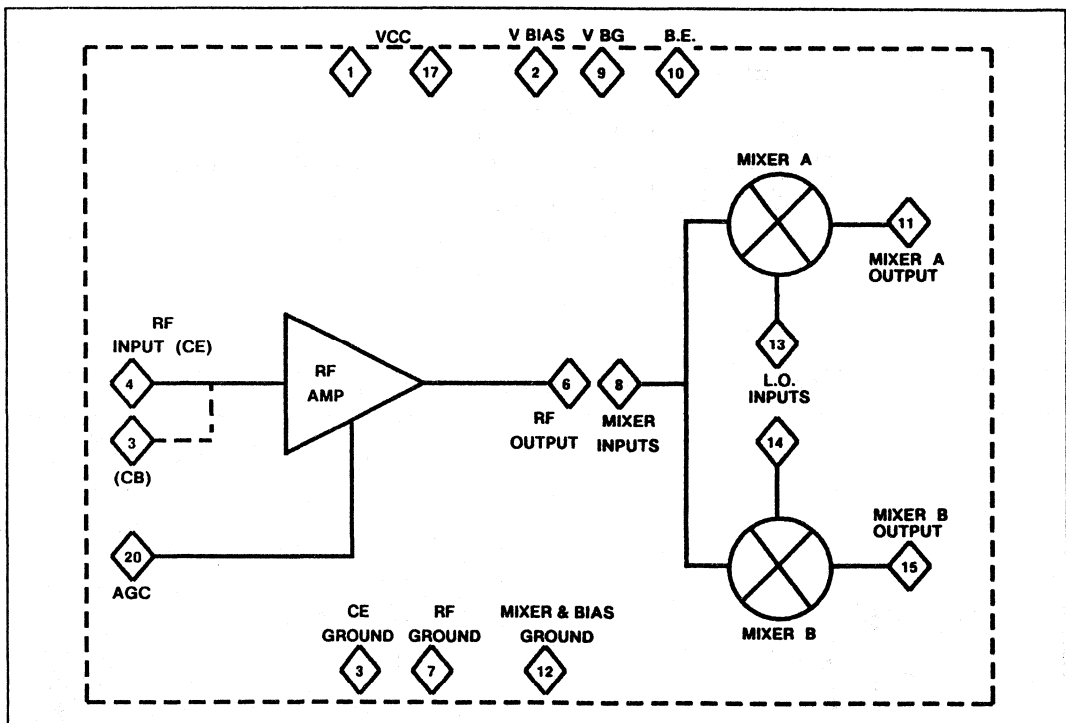 VCC V BIAS V BG B.E.
1 17 2 9 10
MIXER A
11
MIXER A
OUTPUT
13
L.O.
INPUTS
RF
INPUT (CE)
4
3
(CB)
RF
AMP
6
RF
OUTPUT
8
MIXER
INPUTS
14
MIXER B
OUTPUT
15
MIXER B
20
AGC
CE
GROUND
3
RF
GROUND
7
MIXER & BIAS
GROUND
12